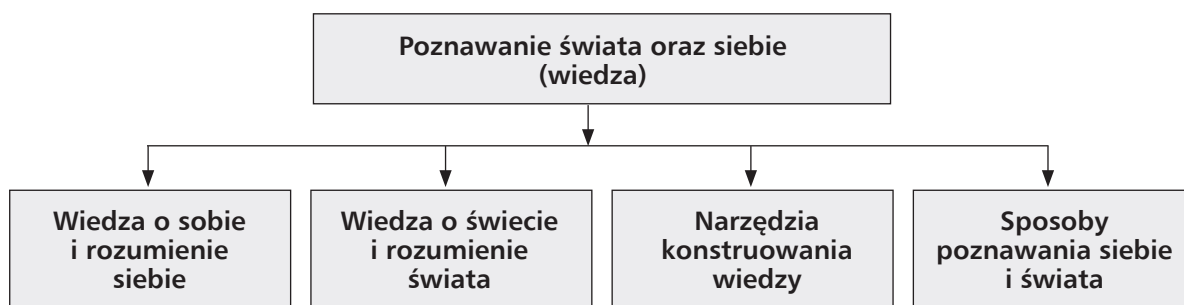 Poznawanie świata oraz siebie
(wiedza)
Wiedza o sobie
i rozumienie
siebie
Wiedza o świecie
i rozumienie
świata
Narzędzia
konstruowania
wiedzy
Sposoby
poznawania siebie
i świata